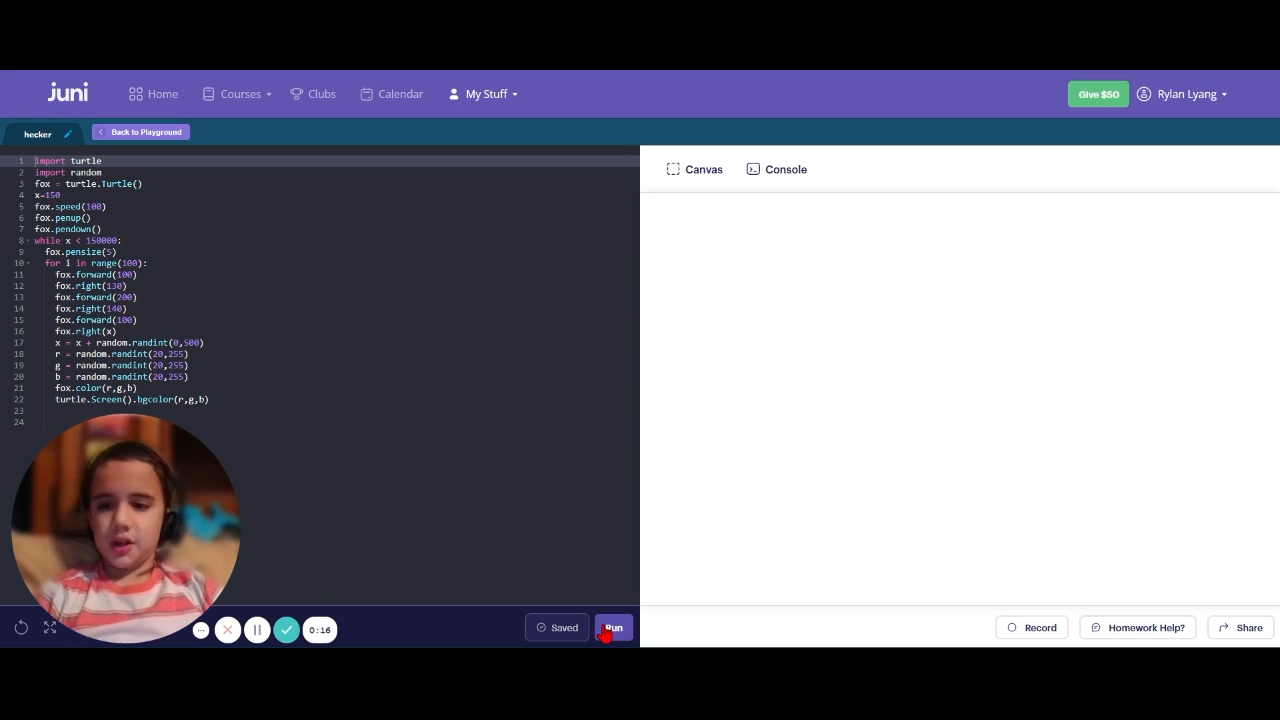 juni Home Courses Clubs Calendar My Stuff Give $50 Rylan Lyang
hecker Back to Playground
Canvas Console
1 import turtle
2 import random
3 fox = turtle.Turtle()
4 x=150
5 fox.speed(100)
6 fox.penup()
7 fox.pendown()
8 while x < 150000:
9 fox.pensize(5)
10 for i in range(100):
11 fox.forward(100)
12 fox.right(130)
13 fox.forward(200)
14 fox.right(140)
15 fox.forward(100)
16 fox.right(x)
17 x = x + random.randint(0,500)
18 r = random.randint(20,255)
19 g = random.randint(20,255)
20 b = random.randint(20,255)
21 fox.color(r,g,b)
22 turtle.Screen().bgcolor(r,g,b)
23
24
0:16 Saved Run Record Homework Help? Share